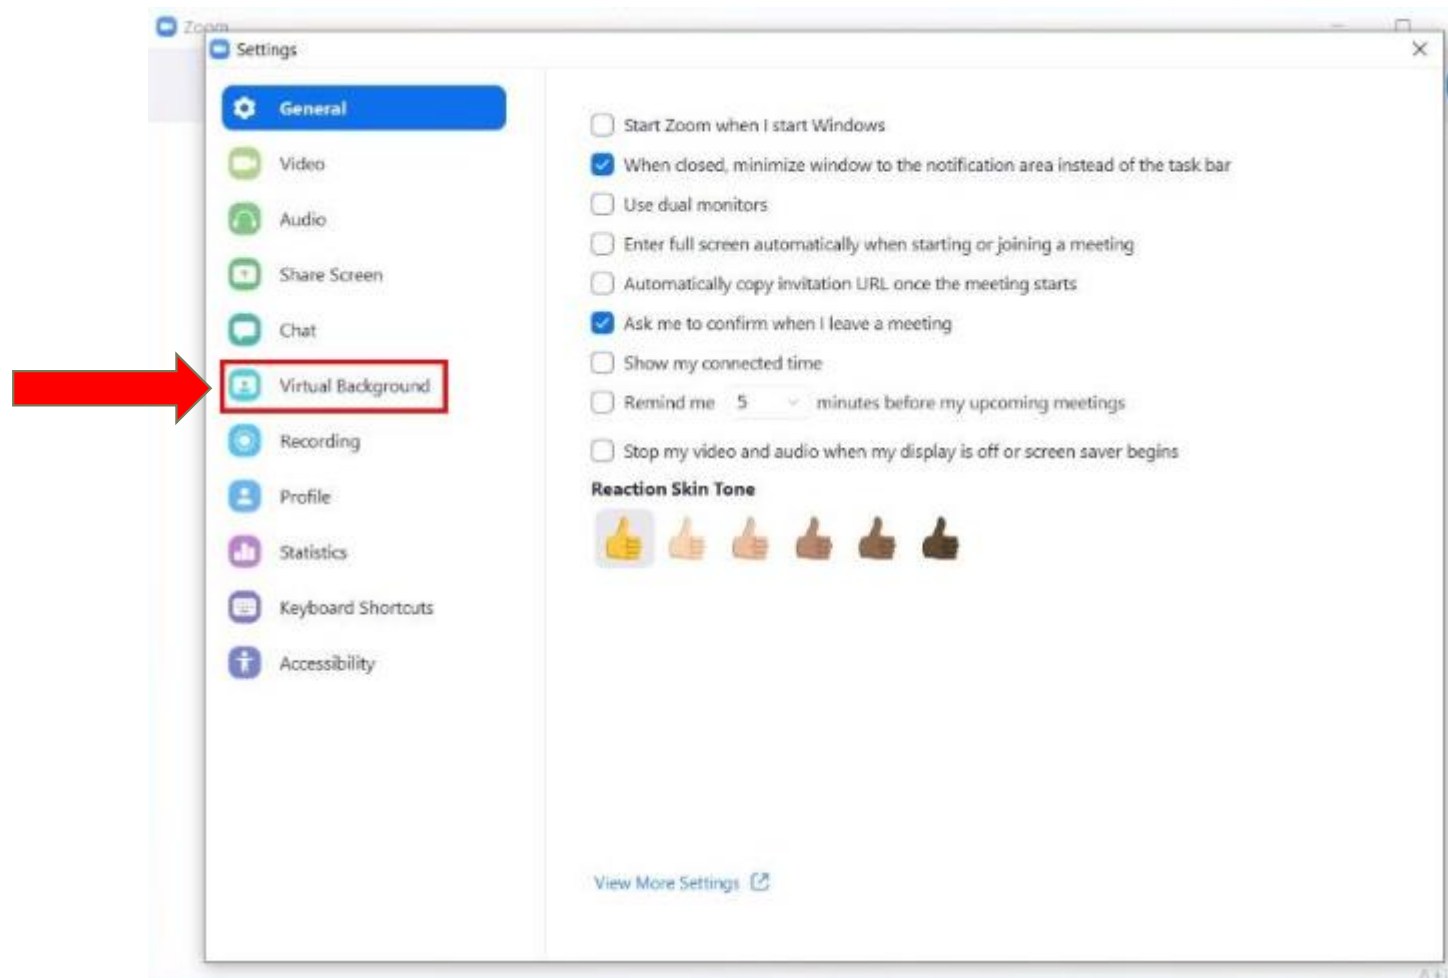 Zoom
Settings
General
Video
Audio
Share Screen
Chat
Virtual Background
Recording
Profile
Statistics
Keyboard Shortcuts
Accessibility
Start Zoom when I start Windows
When closed, minimize window to the notification area instead of the task bar
Use dual monitors
Enter full screen automatically when starting or joining a meeting
Automatically copy invitation URL once the meeting starts
Ask me to confirm when I leave a meeting
Show my connected time
Remind me 5 minutes before my upcoming meetings
Stop my video and audio when my display is off or screen saver begins
Reaction Skin Tone
View More Settings